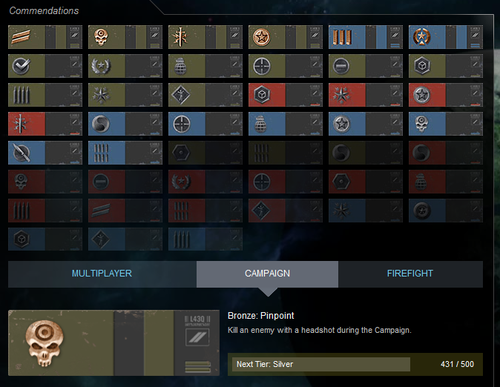 Commendations
MULTIPLAYER
CAMPAIGN
FIREFIGHT
Bronze: Pinpoint
Kill an enemy with a headshot during the Campaign.
Next Tier: Silver
431 / 500